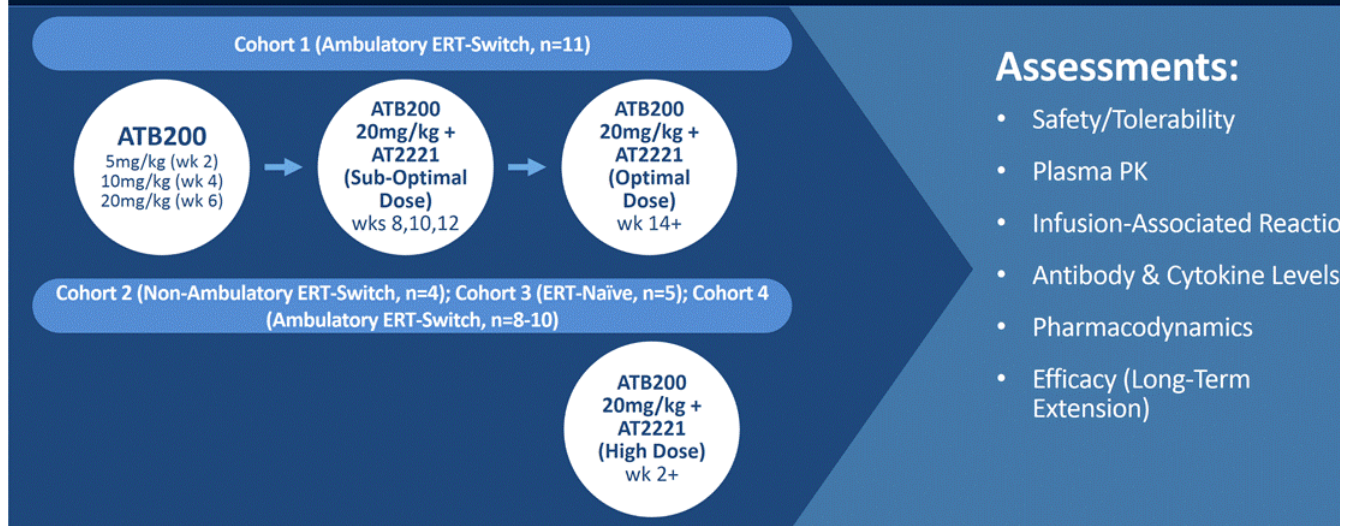 Cohort 1 (Ambulatory ERT-Switch, n=11)
ATB200
5mg/kg (wk 2)
10mg/kg (wk 4)
20mg/kg (wk 6)
ATB200
20mg/kg +
AT2221
(Sub-Optimal
Dose)
wks 8,10,12
ATB200
20mg/kg +
AT2221
(Optimal
Dose)
wk 14+
Cohort 2 (Non-Ambulatory ERT-Switch, n=4); Cohort 3 (ERT-Naïve, n=5); Cohort 4
(Ambulatory ERT-Switch, n=8-10)
ATB200
20mg/kg +
AT2221
(High Dose)
wk 2+
Assessments:
• Safety/Tolerability
• Plasma PK
• Infusion-Associated Reactio
• Antibody & Cytokine Levels
• Pharmacodynamics
• Efficacy (Long-Term
Extension)